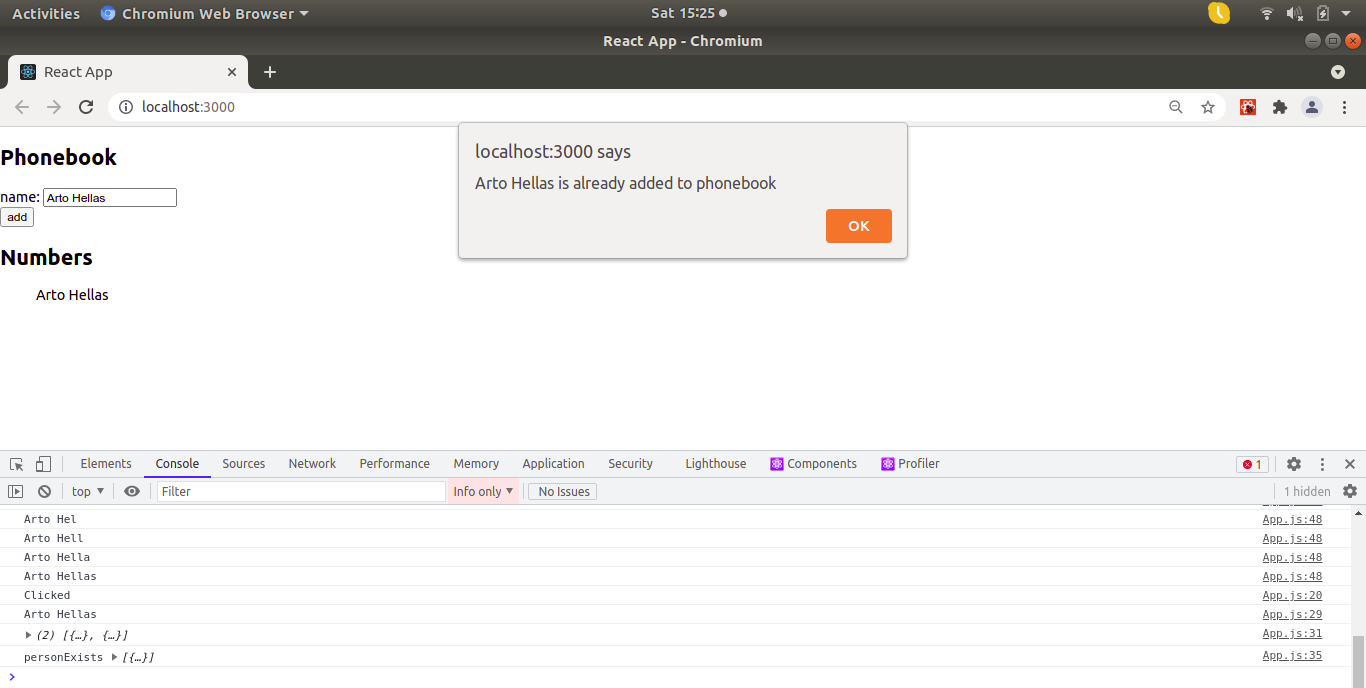 Activities Chromium Web Browser Sat 15:25
React App - Chromium
React App
localhost:3000
Phonebook
localhost:3000 says
Arto Hellas is already added to phonebook
OK
name: Arto Hellas
add
Numbers
Arto Hellas
Elements Console Sources Network Performance Memory Application Security Lighthouse Components Profiler 1
top Filter Info only No Issues 1 hidden
Arto Hel App.js:48
Arto Hell App.js:48
Arto Hella App.js:48
Arto Hellas App.js:48
Clicked App.js:20
Arto Hellas App.js:29
(2) [{…}, {…}] App.js:31
personExists [{…}] App.js:35